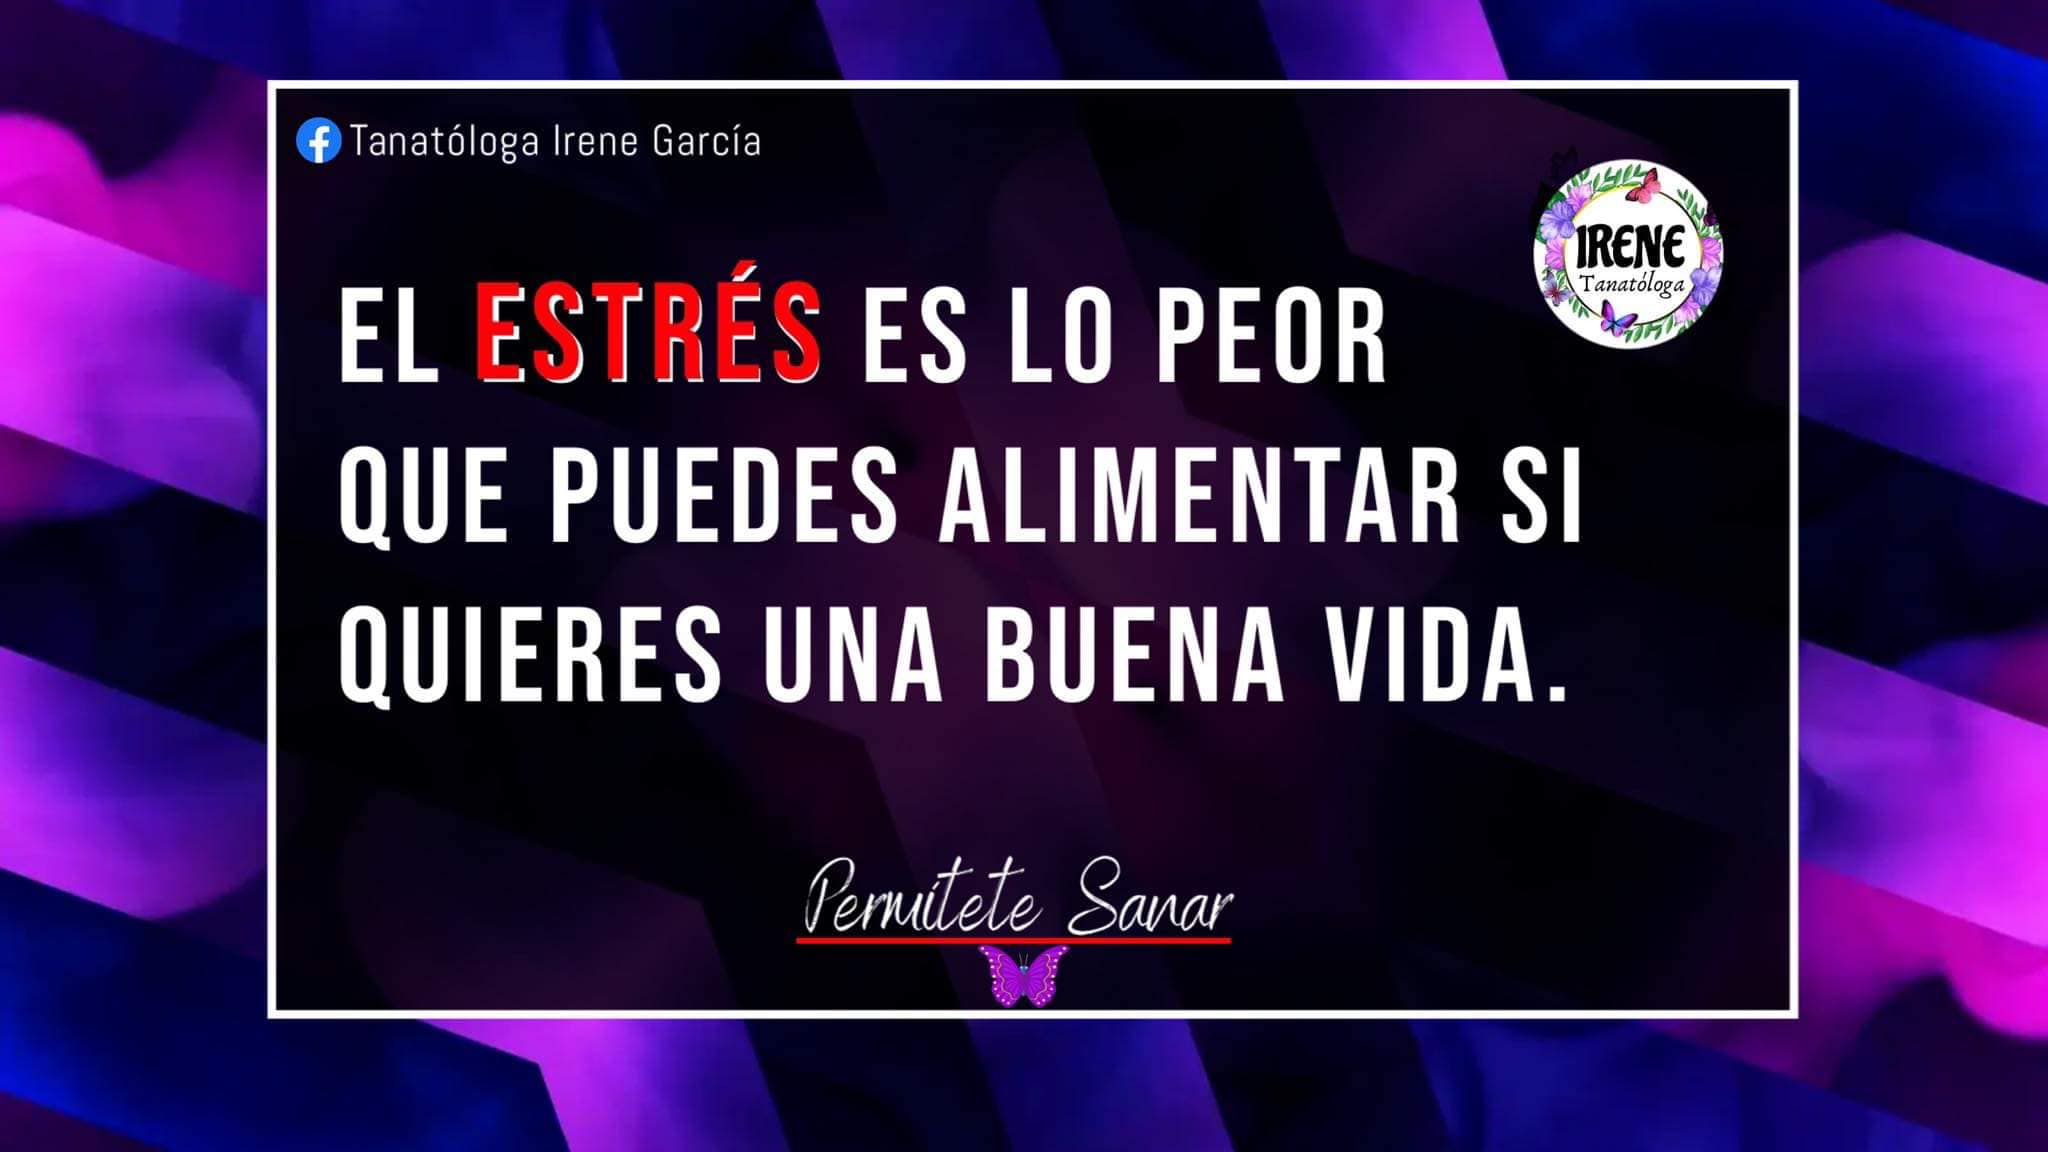 Tanatóloga Irene García
IRENE
Tanatóloga
EL ESTRÉS ES LO PEOR
QUE PUEDES ALIMENTAR SI
QUIERES UNA BUENA VIDA.
Permítete Sanar